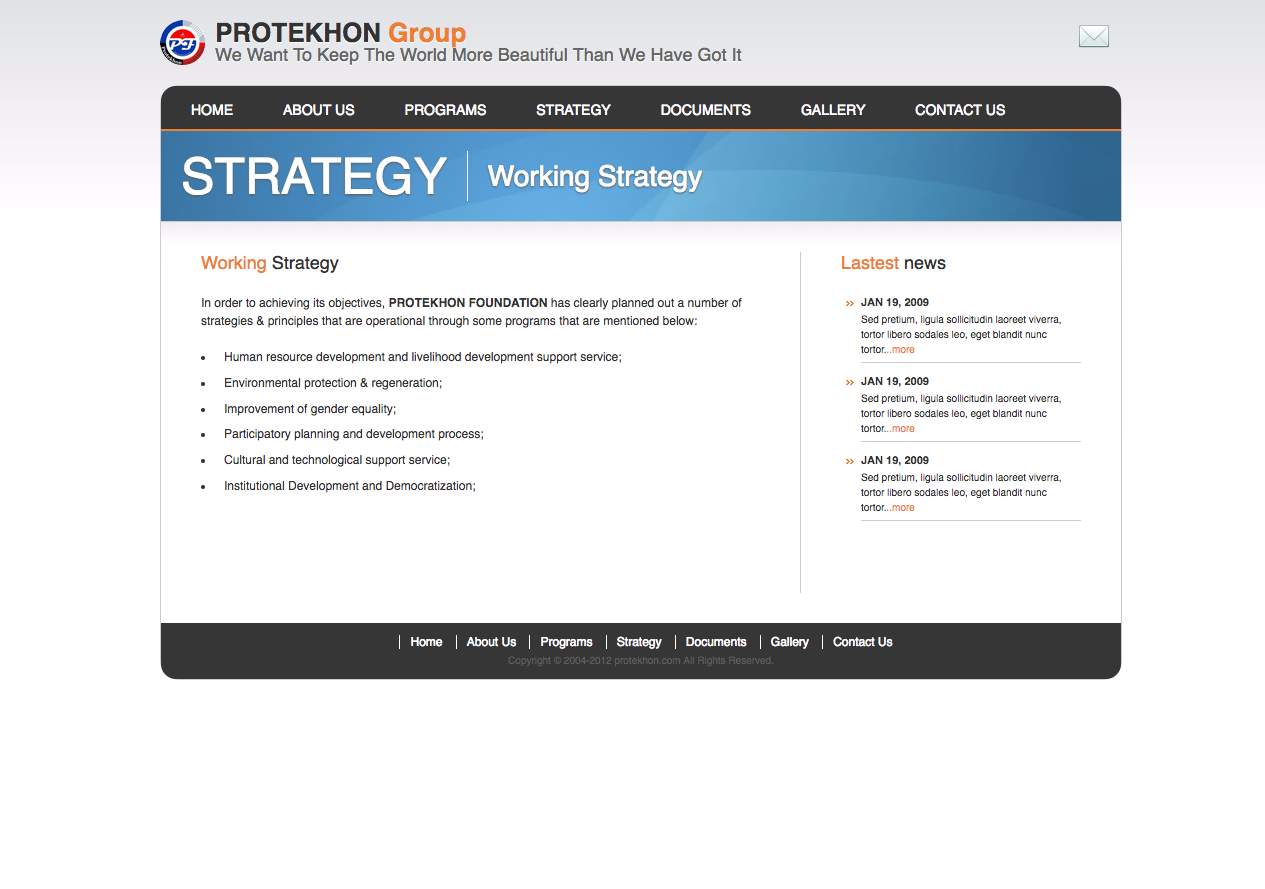 PROTEKHON Group
We Want To Keep The World More Beautiful Than We Have Got It
HOME ABOUT US PROGRAMS STRATEGY DOCUMENTS GALLERY CONTACT US
STRATEGY Working Strategy
Working Strategy
In order to achieving its objectives, PROTEKHON FOUNDATION has clearly planned out a number of
strategies & principles that are operational through some programs that are mentioned below:
• Human resource development and livelihood development support service;
• Environmental protection & regeneration;
• Improvement of gender equality;
• Participatory planning and development process;
• Cultural and technological support service;
• Institutional Development and Democratization;
Lastest news
JAN 19, 2009
Sed pretium, ligula sollicitudin laoreet viverra,
tortor libero sodales leo, eget blandit nunc
tortor...more
JAN 19, 2009
Sed pretium, ligula sollicitudin laoreet viverra,
tortor libero sodales leo, eget blandit nunc
tortor...more
JAN 19, 2009
Sed pretium, ligula sollicitudin laoreet viverra,
tortor libero sodales leo, eget blandit nunc
tortor...more
Home About Us Programs Strategy Documents Gallery Contact Us
Copyright © 2004-2012 protekhon.com All Rights Reserved.